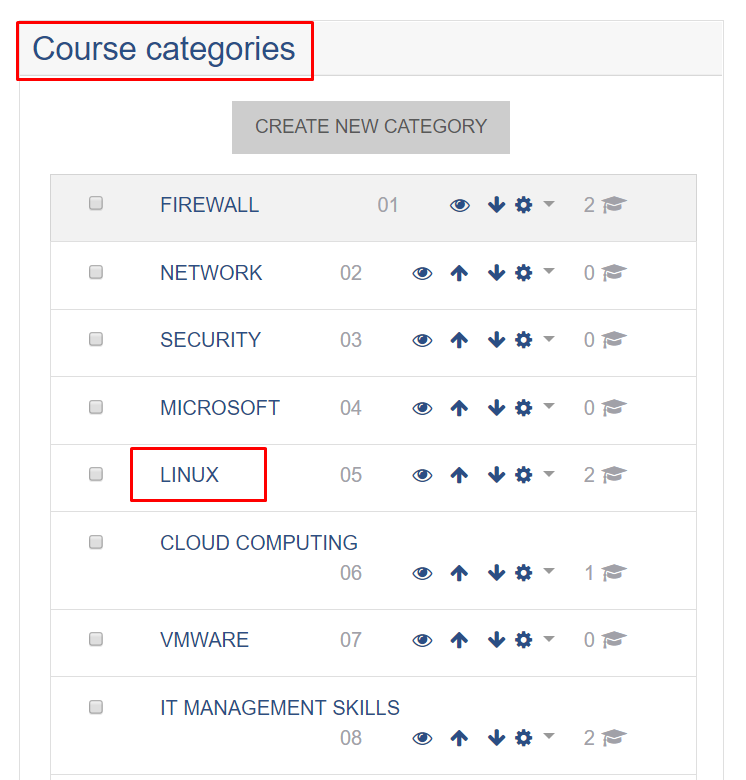 Course categories
CREATE NEW CATEGORY
FIREWALL 01 2
NETWORK 02 0
SECURITY 03 0
MICROSOFT 04 0
LINUX 05 2
CLOUD COMPUTING
06 1
VMWARE 07 0
IT MANAGEMENT SKILLS
08 2